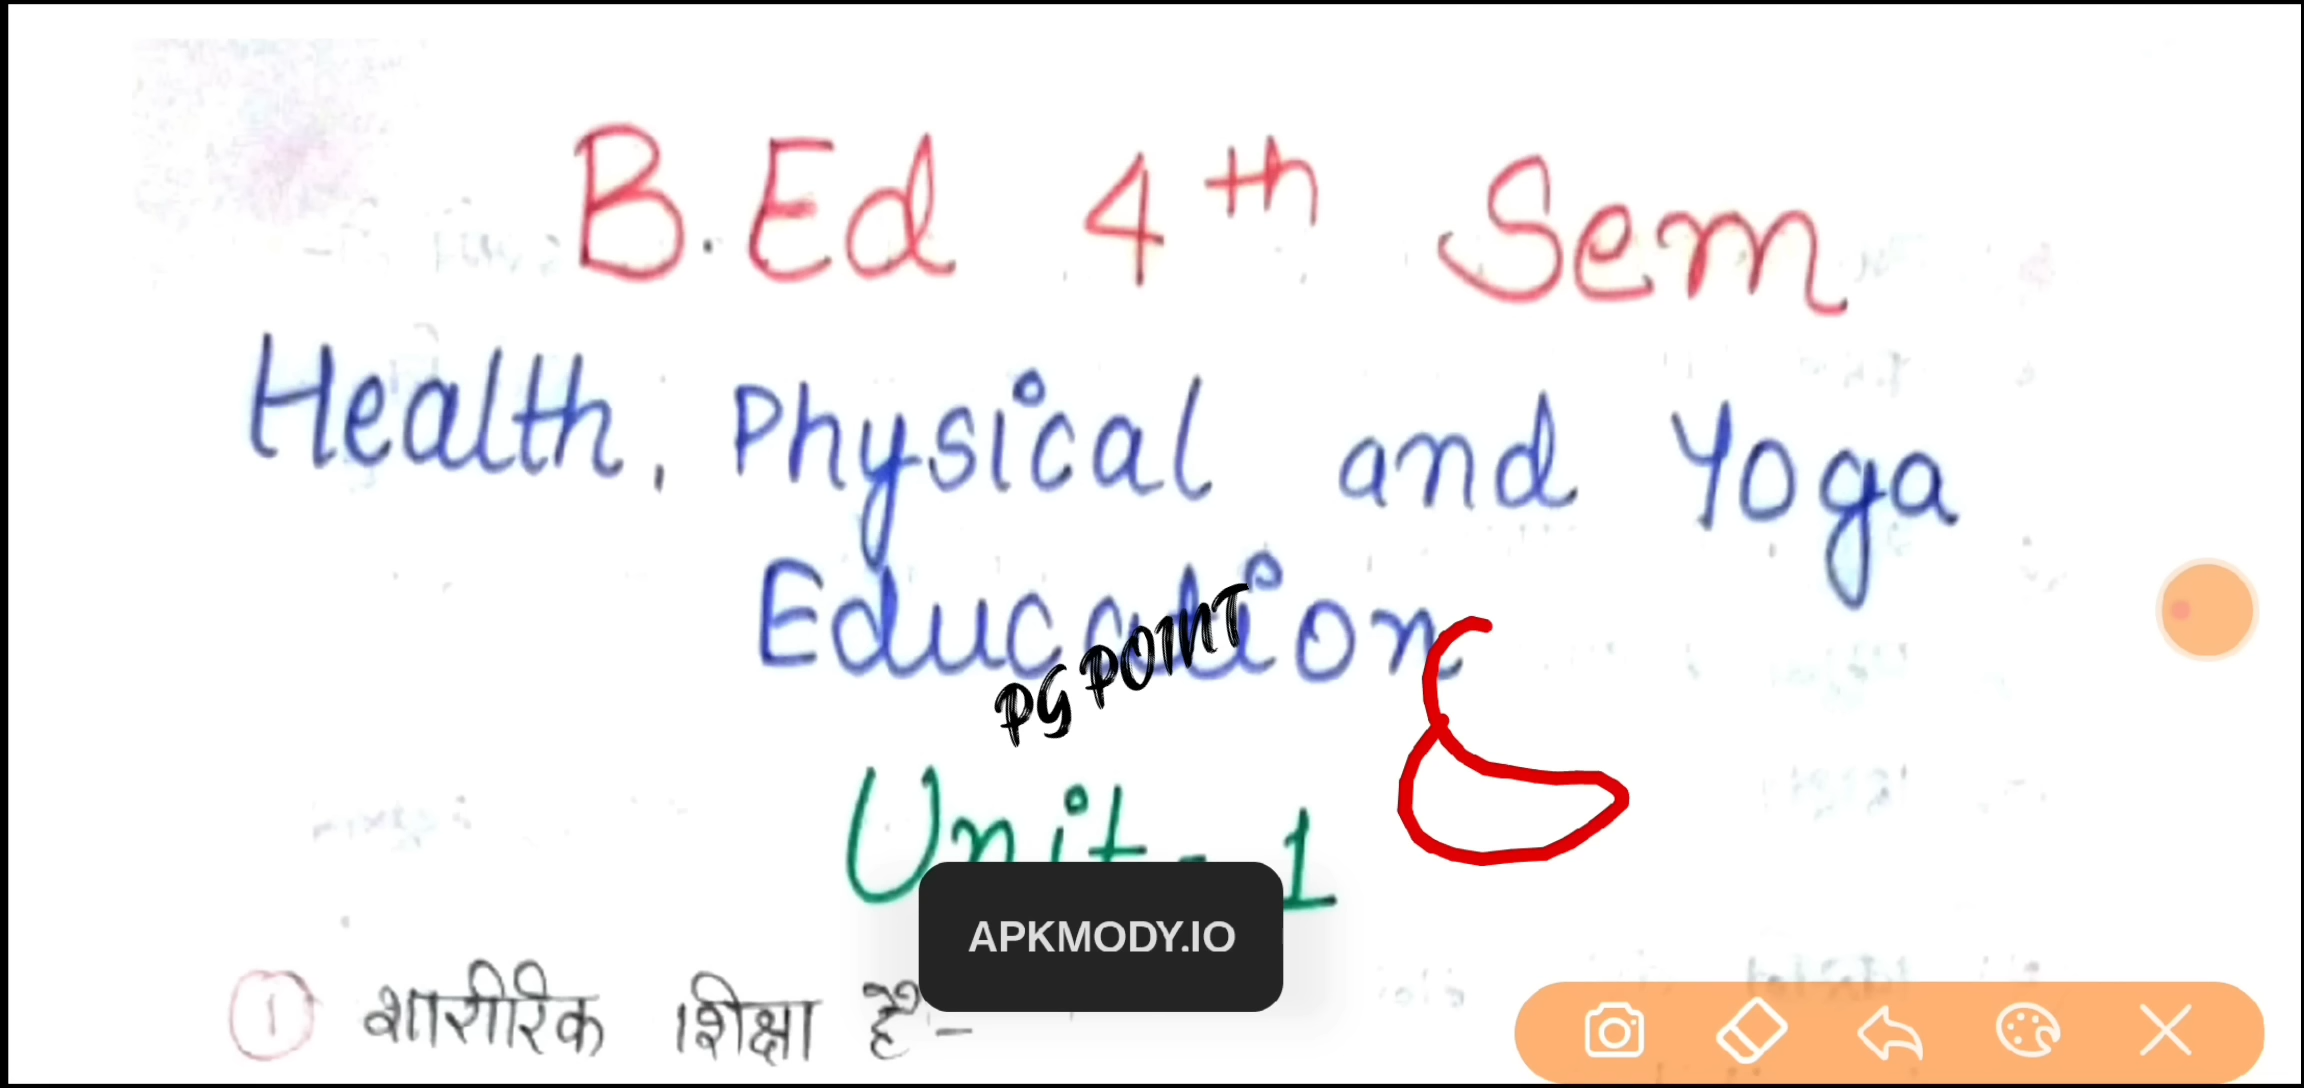 B.Ed 4th Sem
Health, Physical and Yoga
Education
PG POINT
Unit-1
APKMODY.IO
① शारीरिक शिक्षा है-